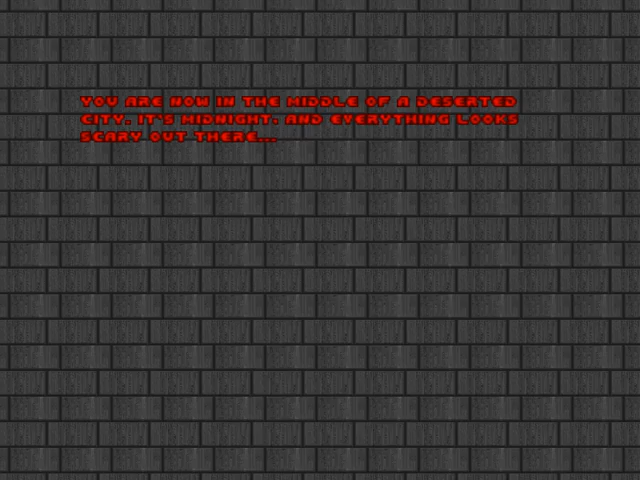 YOU ARE NOW IN THE MIDDLE OF A DESERTED
CITY. IT'S MIDNIGHT. AND EVERYTHING LOOKS
SCARY OUT THERE...